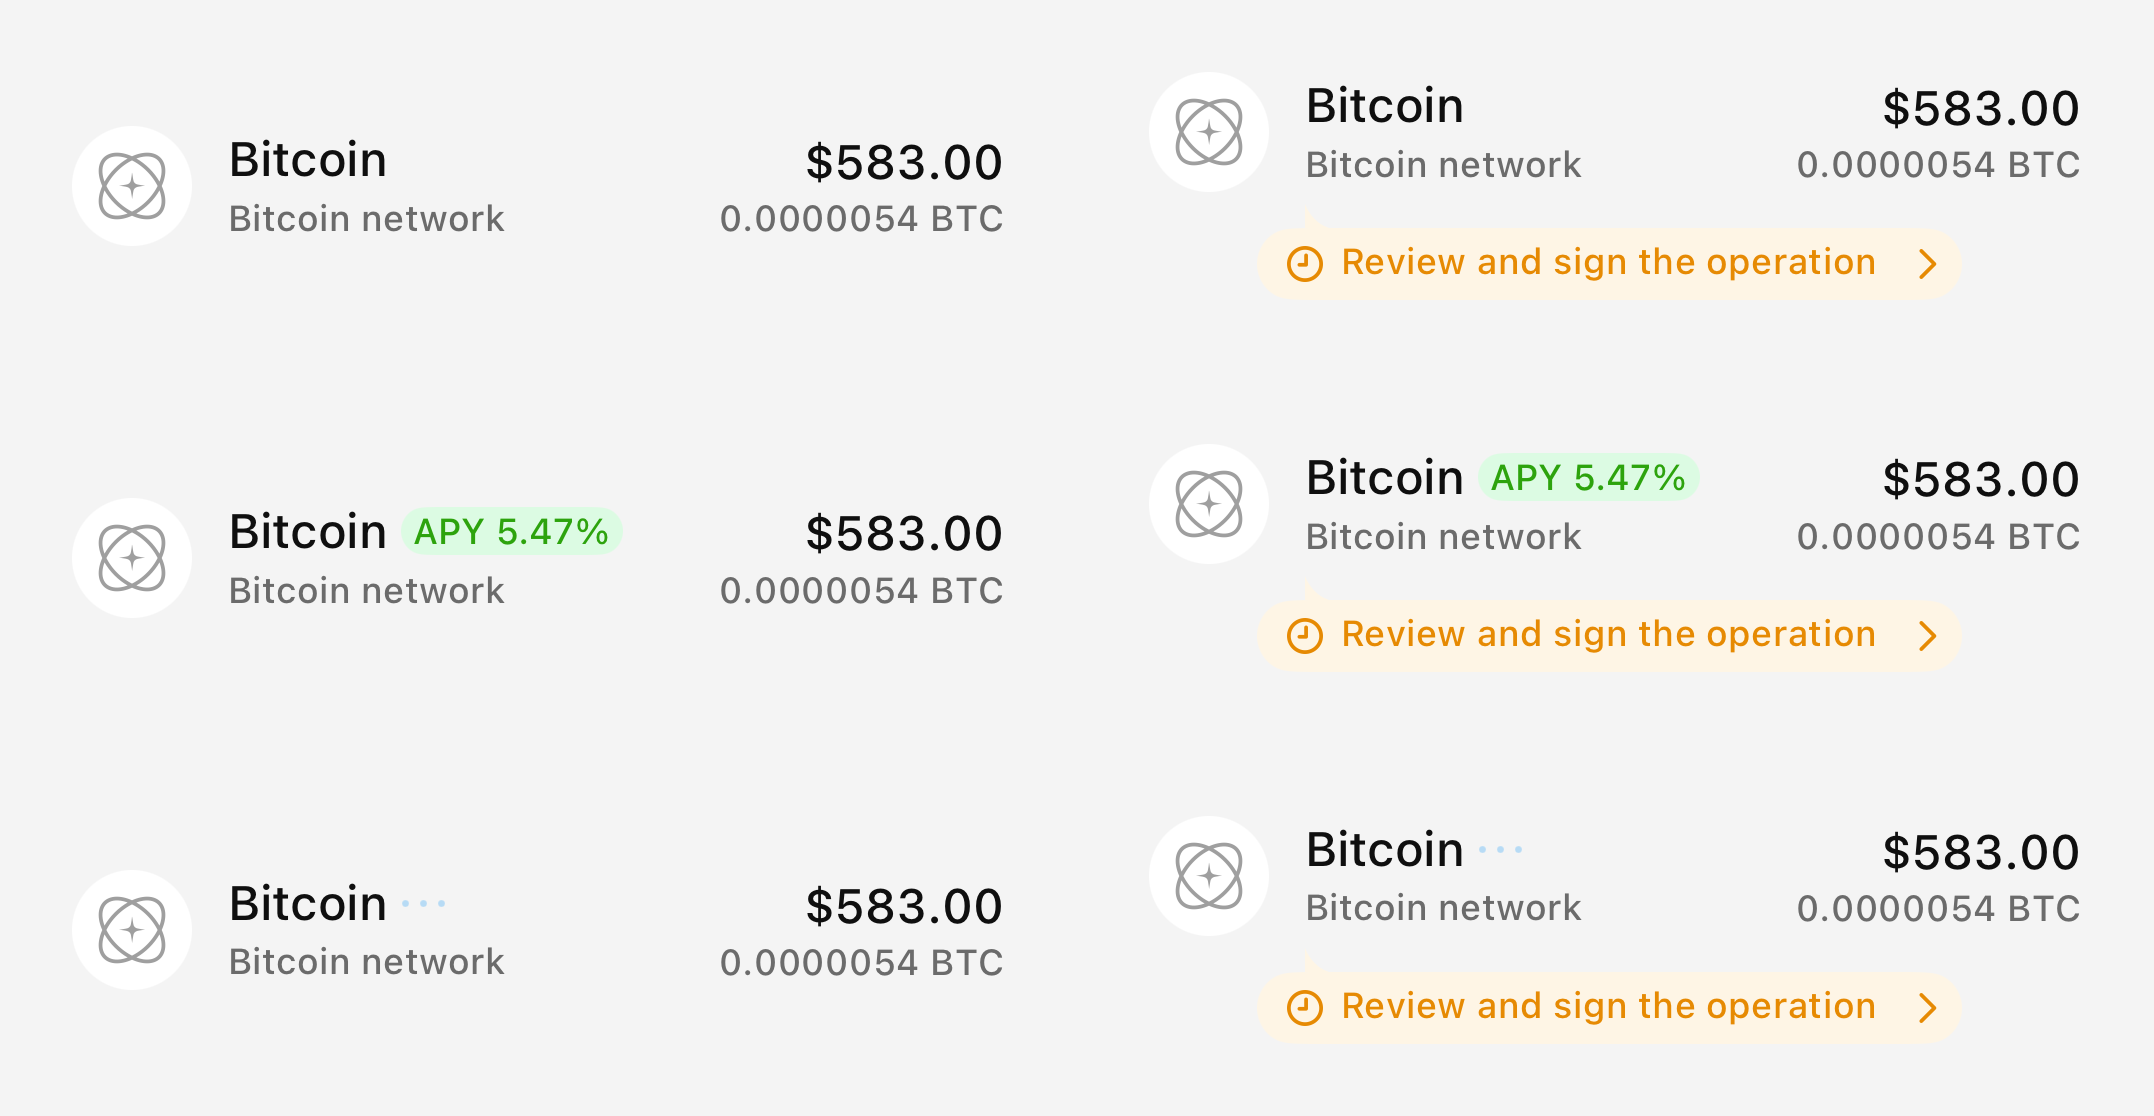 Bitcoin $583.00
Bitcoin network 0.0000054 BTC
Bitcoin $583.00
Bitcoin network 0.0000054 BTC
Review and sign the operation
Bitcoin APY 5.47% $583.00
Bitcoin network 0.0000054 BTC
Bitcoin APY 5.47% $583.00
Bitcoin network 0.0000054 BTC
Review and sign the operation
Bitcoin $583.00
Bitcoin network 0.0000054 BTC
Bitcoin $583.00
Bitcoin network 0.0000054 BTC
Review and sign the operation